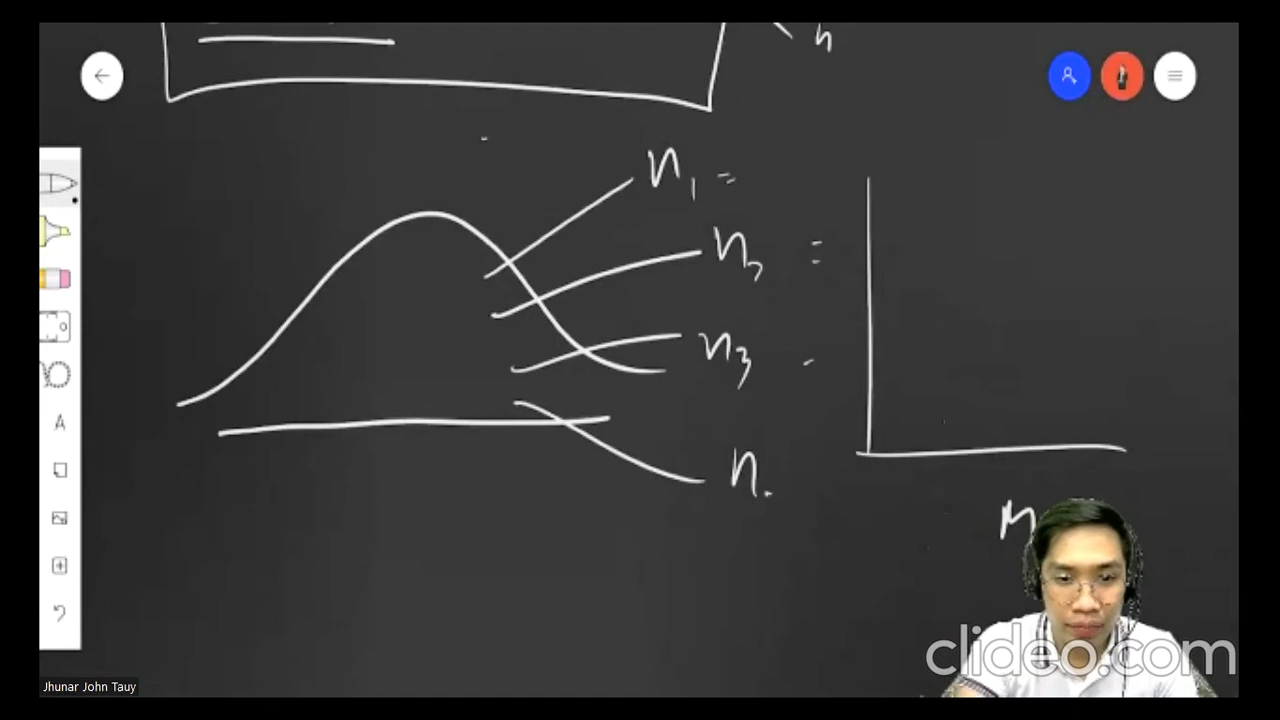 h
n₁ =
n₂ =
n₃ -
n.
M
A
clideo.com
Jhunar John Tauy